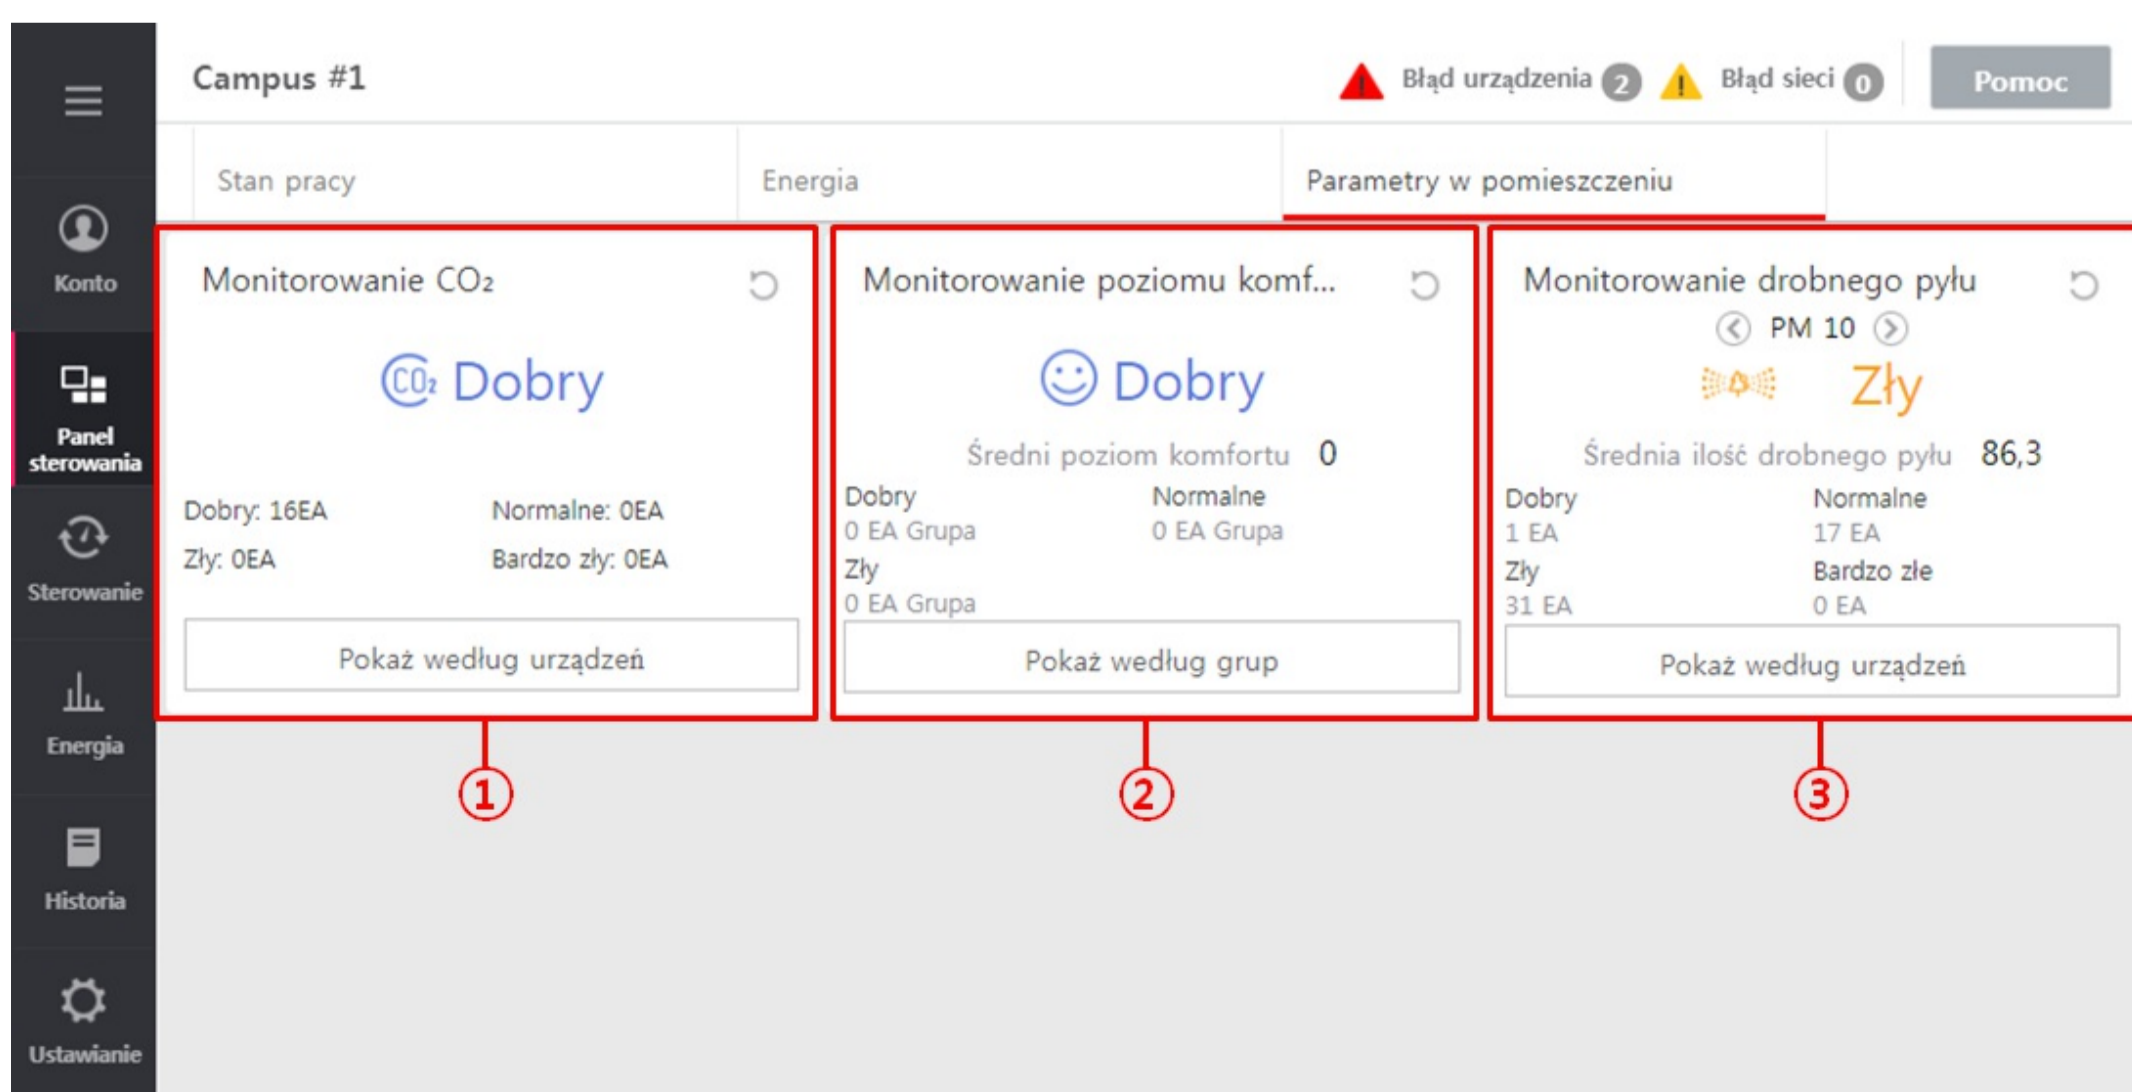 Campus #1
Błąd urządzenia 2
Błąd sieci 0
Pomoc
Stan pracy
Energia
Parametry w pomieszczeniu
Konto
Panel
sterowania
Sterowanie
Energia
Historia
Ustawianie
Monitorowanie CO₂
CO₂ Dobry
Dobry: 16EA
Normalne: 0EA
Zły: 0EA
Bardzo zły: 0EA
Pokaż według urządzeń
1
Monitorowanie poziomu komf...
Dobry
Średni poziom komfortu 0
Dobry
Normalne
0 EA Grupa
0 EA Grupa
Zły
0 EA Grupa
Pokaż według grup
2
Monitorowanie drobnego pyłu
PM 10
Zły
Średnia ilość drobnego pyłu 86,3
Dobry
Normalne
1 EA
17 EA
Zły
Bardzo złe
31 EA
0 EA
Pokaż według urządzeń
3